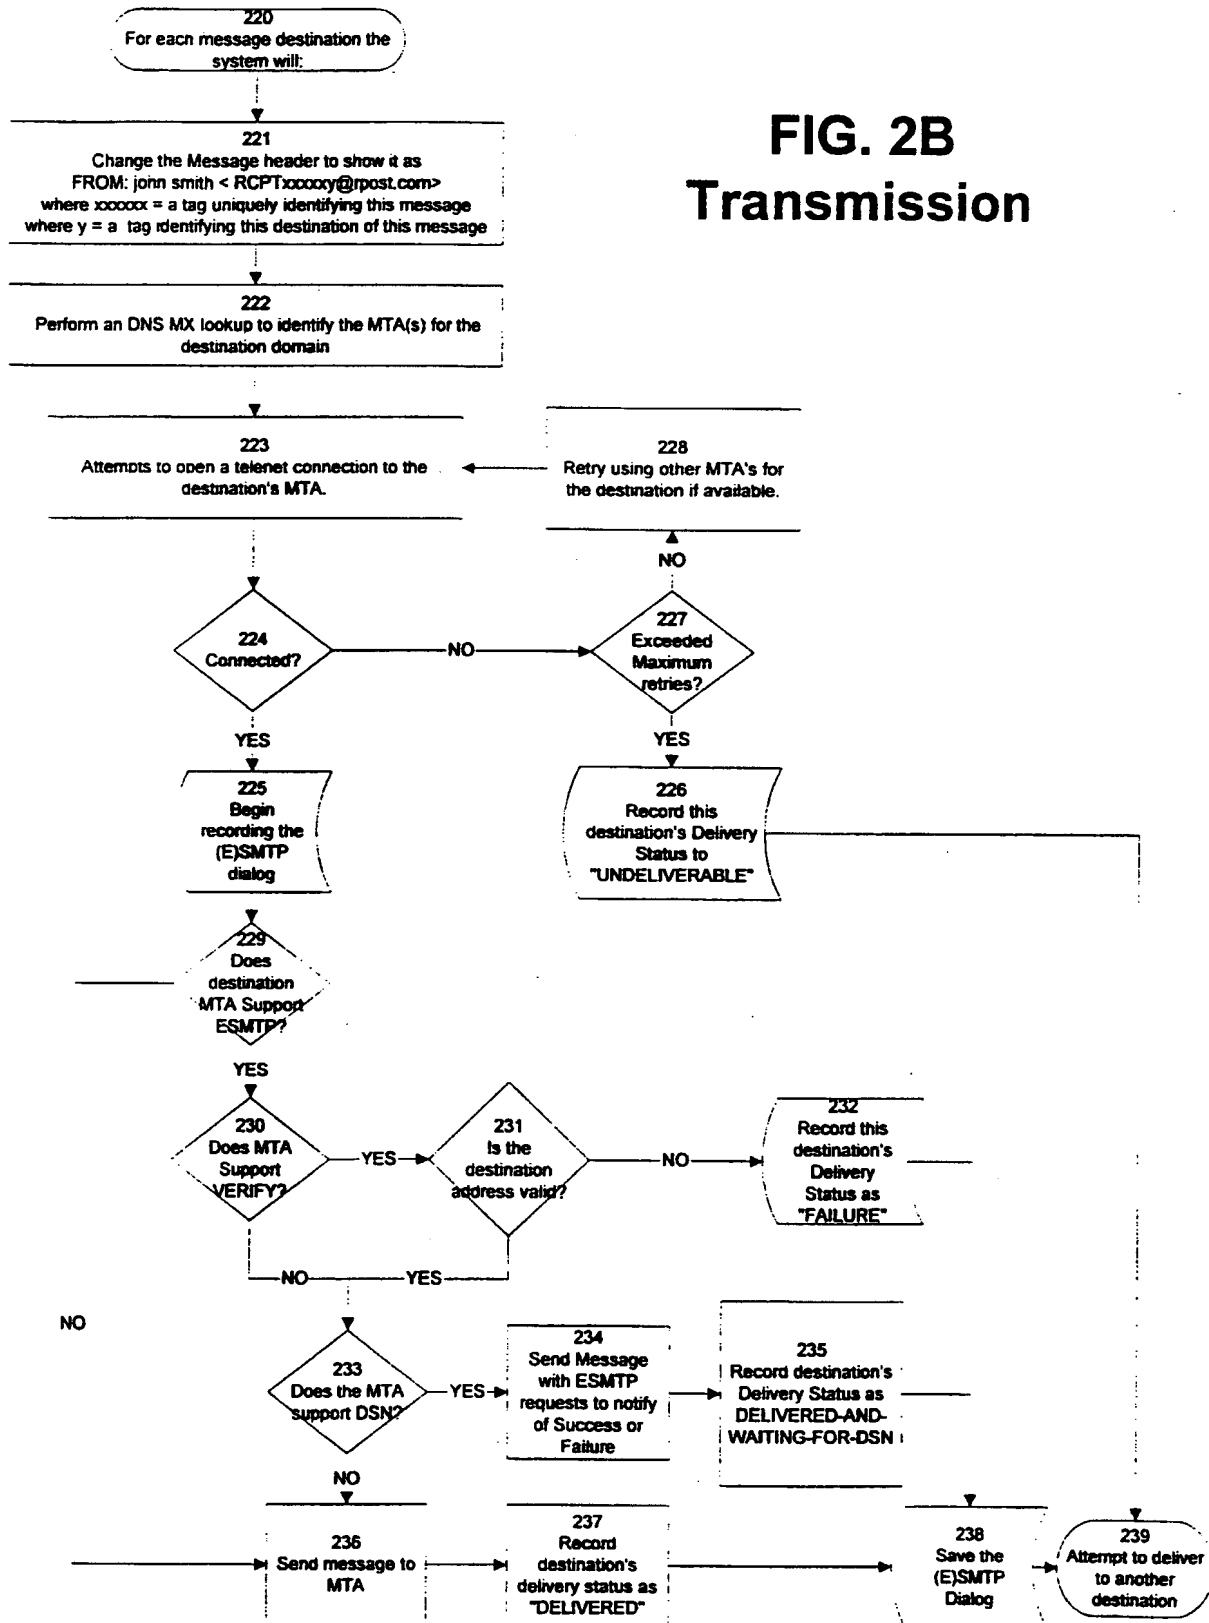 220
For each message destination the
system will:
FIG. 2B
Transmission
221
Change the Message header to show it as
FROM: john smith < RCPTxxxxxy@rpost.com>
where xxxxxx = a tag uniquely identifying this message
where y = a tag identifying this destination of this message
222
Perform an DNS MX lookup to identify the MTA(s) for the
destination domain
223
Attempts to open a telenet connection to the
destination's MTA.
228
Retry using other MTA's for
the destination if available.
NO
224
Connected?
NO
227
Exceeded
Maximum
retries?
YES
YES
225
Begin
recording the
(E)SMTP
dialog
226
Record this
destination's Delivery
Status to
"UNDELIVERABLE"
229
Does
destination
MTA Support
ESMTP?
YES
230
Does MTA
Support
VERIFY?
YES
231
Is the
destination
address valid?
NO
232
Record this
destination's
Delivery
Status as
"FAILURE"
NO
YES
NO
233
Does the MTA
support DSN?
YES
234
Send Message
with ESMTP
requests to notify
of Success or
Failure
235
Record destination's
Delivery Status as
DELIVERED-AND-
WAITING-FOR-DSN
NO
236
Send message to
MTA
237
Record
destination's
delivery status as
"DELIVERED"
238
Save the
(E)SMTP
Dialog
239
Attempt to deliver
to another
destination